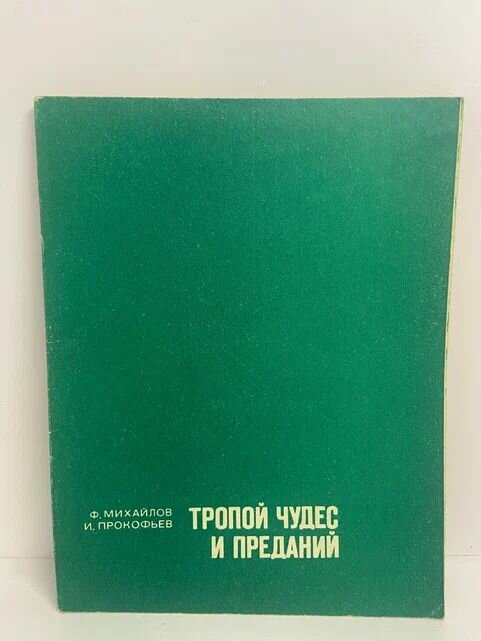 Ф. МИХАЙЛОВ
И. ПРОКОФЬЕВ
ТРОПОЙ ЧУДЕС
И ПРЕДАНИЙ